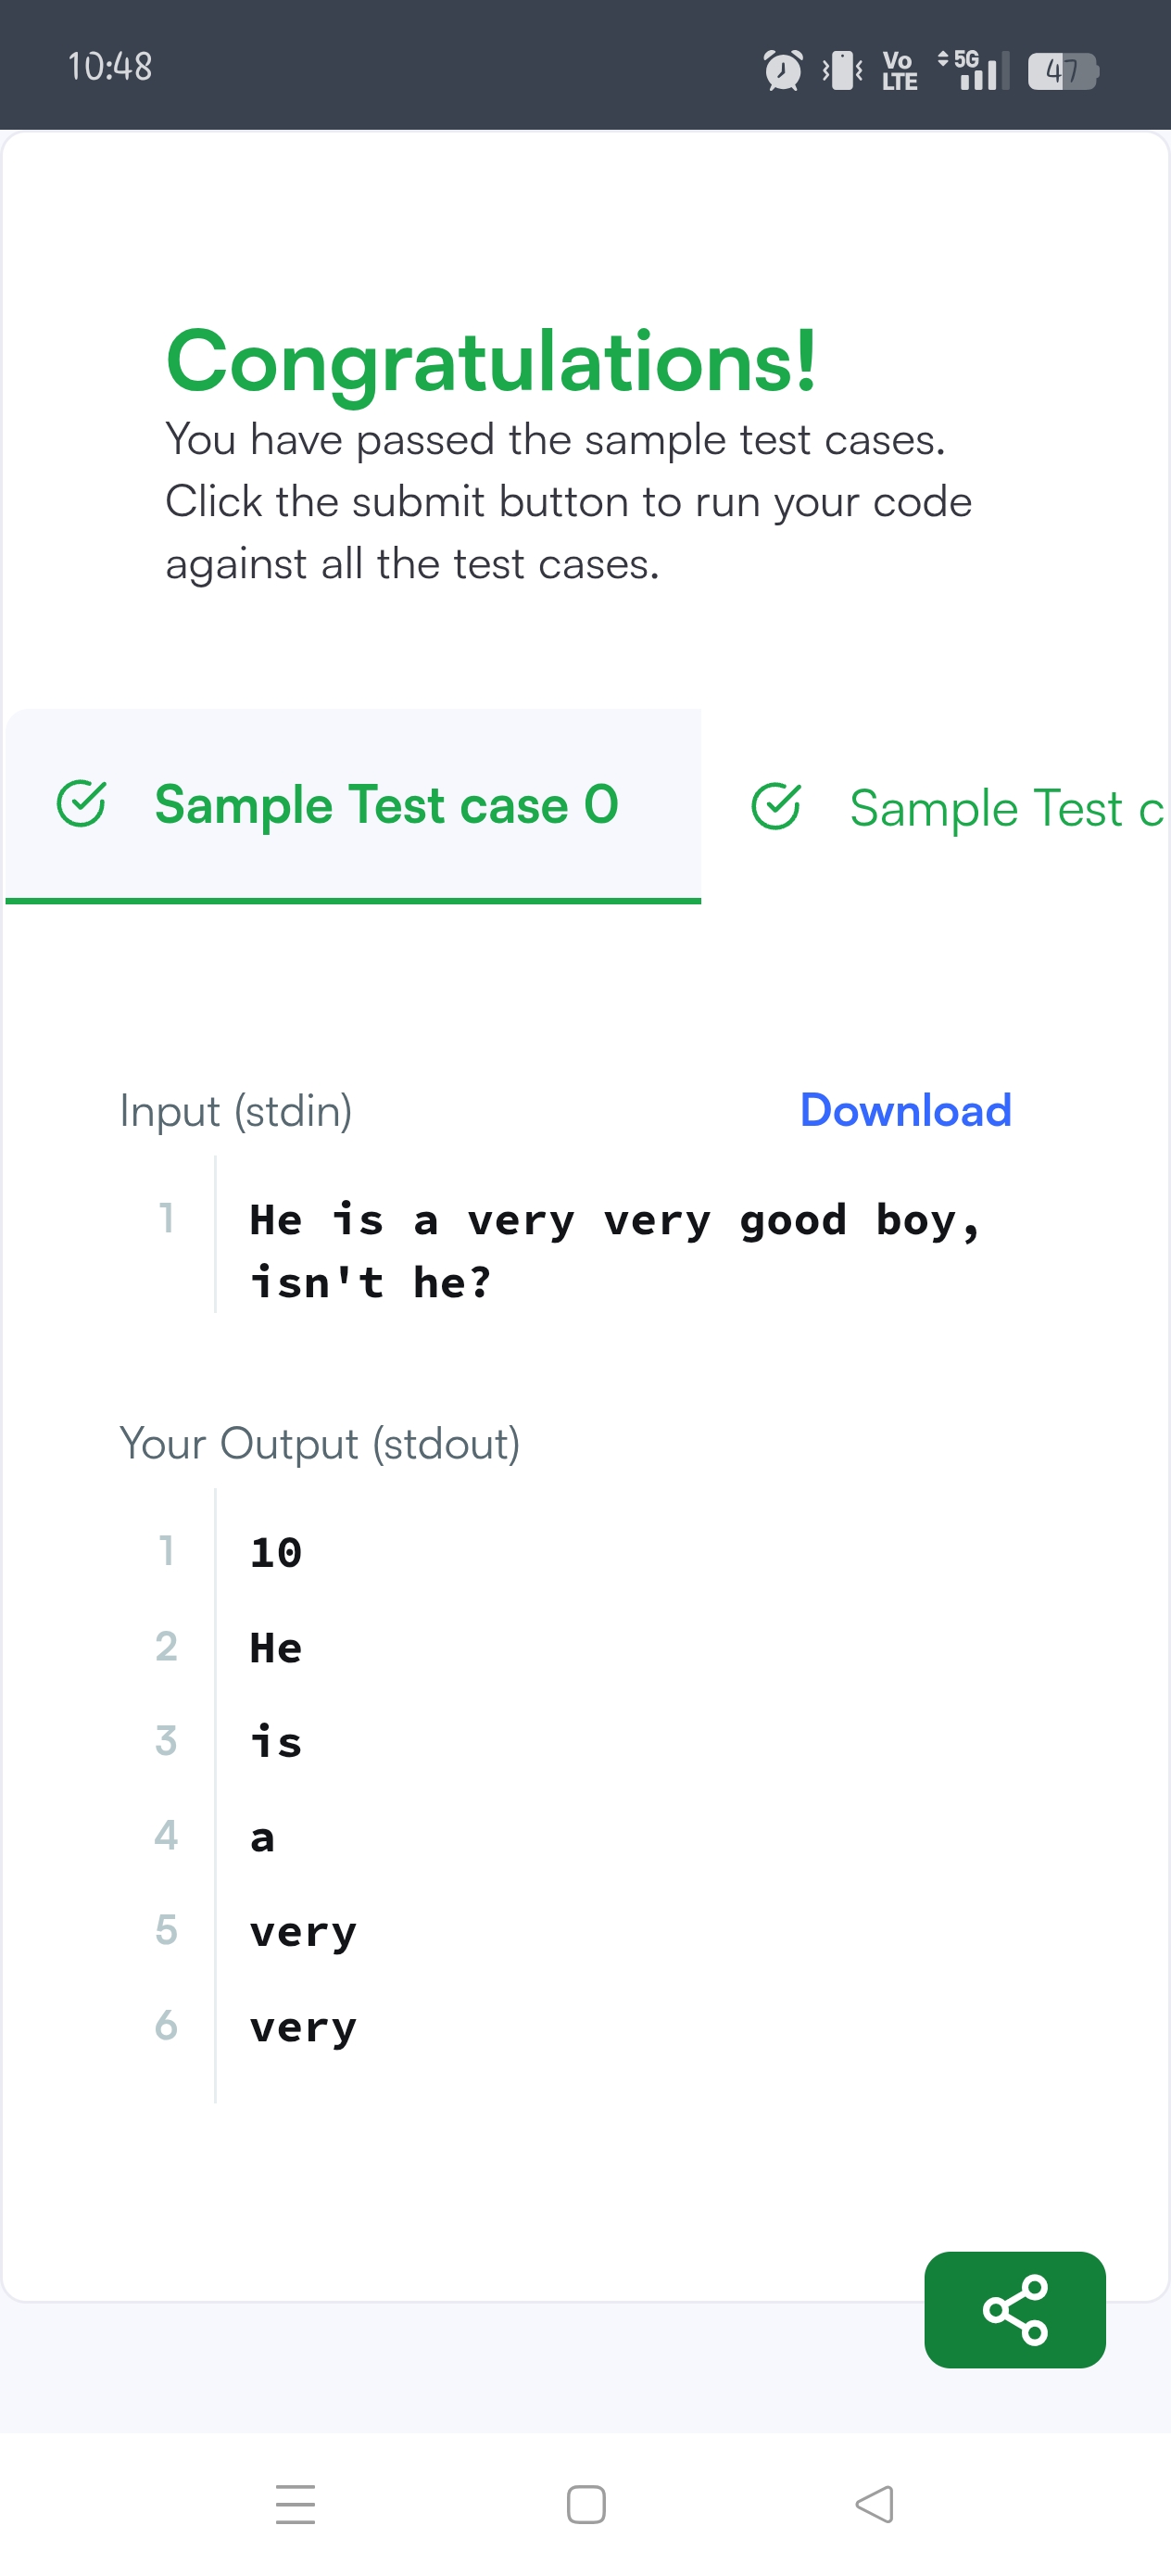 10:48
Vo
LTE
5G
47
Congratulations!
You have passed the sample test cases.
Click the submit button to run your code
against all the test cases.
Sample Test case 0
Sample Test c
Input (stdin)
Download
1
He is a very very good boy,
isn't he?
Your Output (stdout)
1
10
2
He
3
is
4
a
5
very
6
very